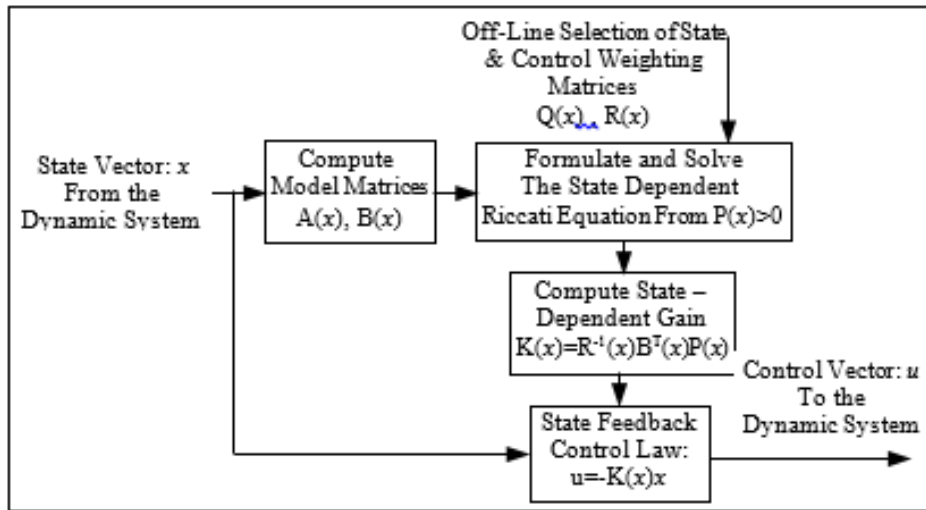 Off-Line Selection of State
& Control Weighting
Matrices
Q(x), R(x)
State Vector: x
From the
Dynamic System
Compute
Model Matrices
A(x), B(x)
Formulate and Solve
The State Dependent
Riccati Equation From P(x)>0
Compute State –
Dependent Gain
K(x)=R⁻¹(x)Bᵀ(x)P(x)
Control Vector: u
To the
Dynamic System
State Feedback
Control Law:
u=-K(x)x